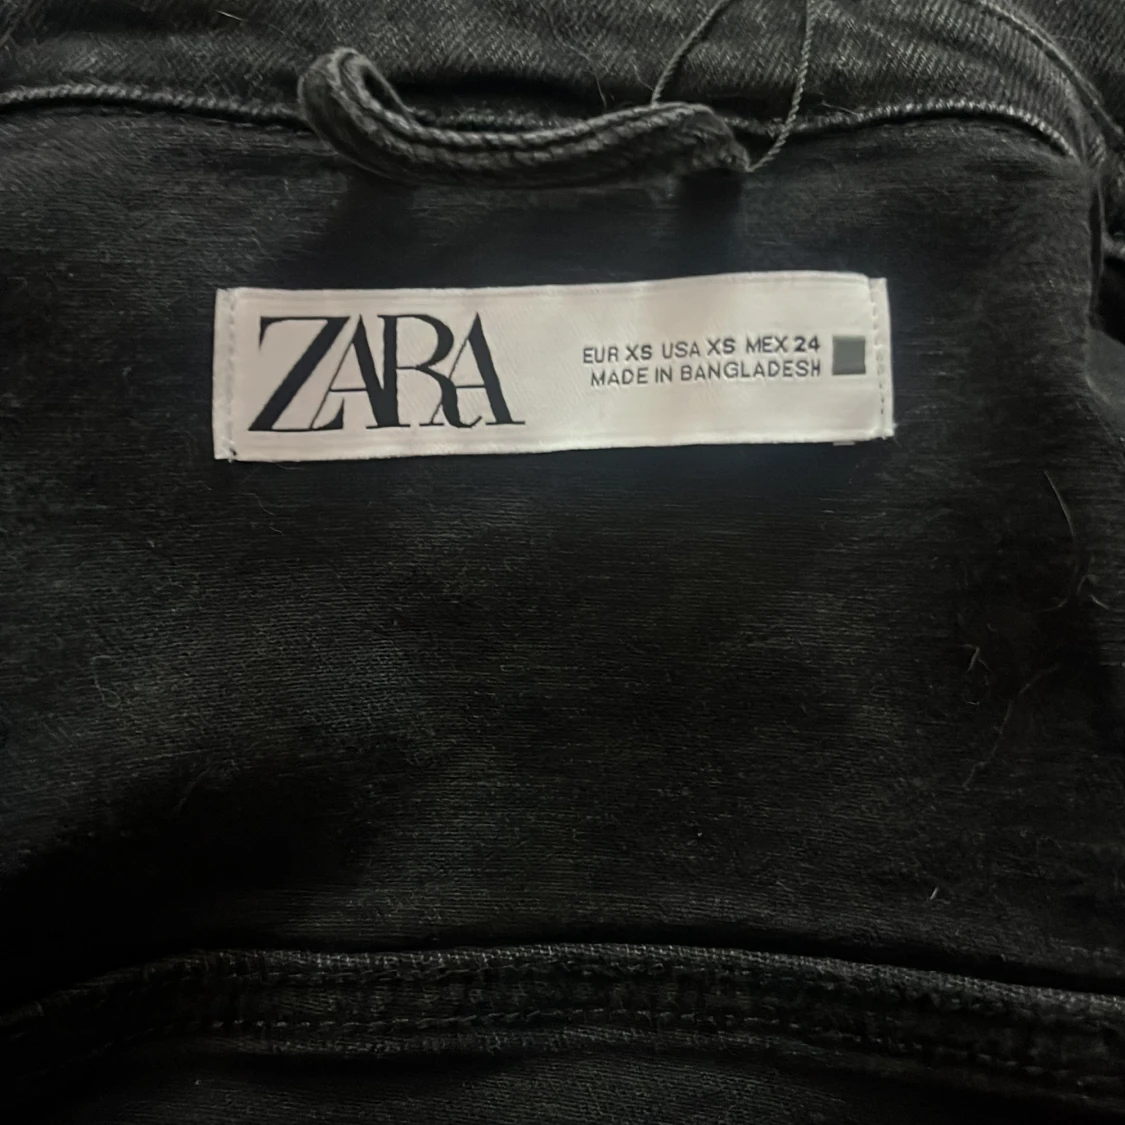 ZARA
EUR XS USA XS MEX 24
MADE IN BANGLADESH